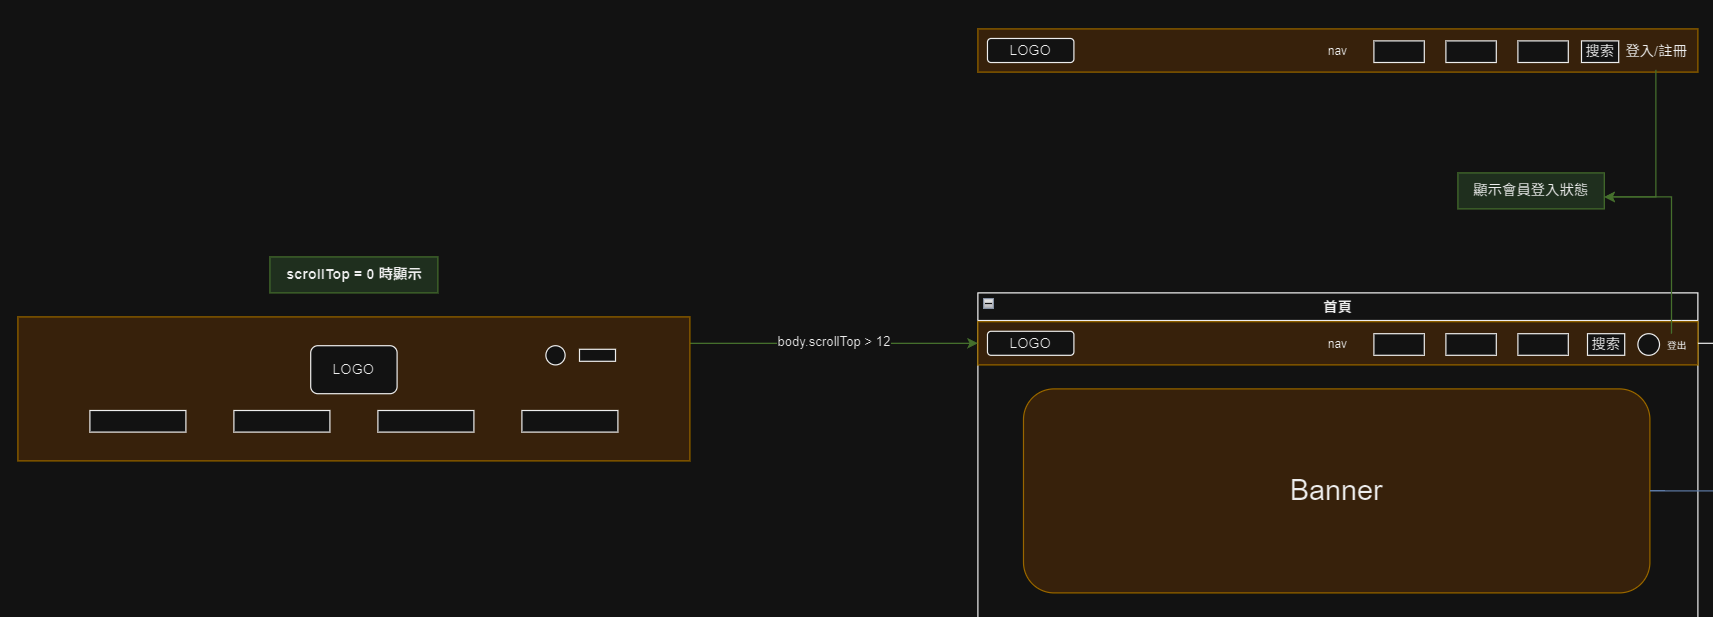 LOGO
nav
搜索
登入/註冊
顯示會員登入狀態
scrollTop = 0 時顯示
首頁
LOGO
body.scrollTop > 12
LOGO
nav
搜索
登出
Banner